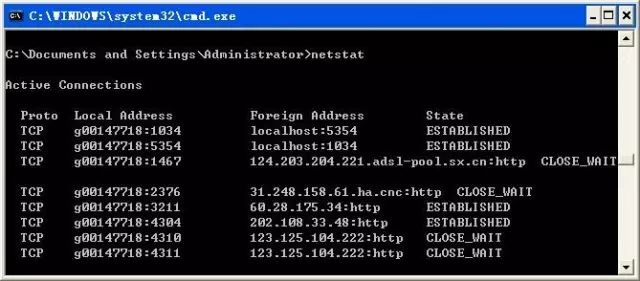 C:\WINDOWS\system32\cmd.exe
C:\Documents and Settings\Administrator>netstat
Active Connections
Proto Local Address Foreign Address State
TCP g00147718:1034 localhost:5354 ESTABLISHED
TCP g00147718:5354 localhost:1034 ESTABLISHED
TCP g00147718:1467 124.203.204.221.adsl-pool.sx.cn:http CLOSE_WAIT
TCP g00147718:2376 31.248.158.61.ha.cnc:http CLOSE_WAIT
TCP g00147718:3211 60.28.175.34:http ESTABLISHED
TCP g00147718:4304 202.108.33.48:http ESTABLISHED
TCP g00147718:4310 123.125.104.222:http CLOSE_WAIT
TCP g00147718:4311 123.125.104.222:http CLOSE_WAIT